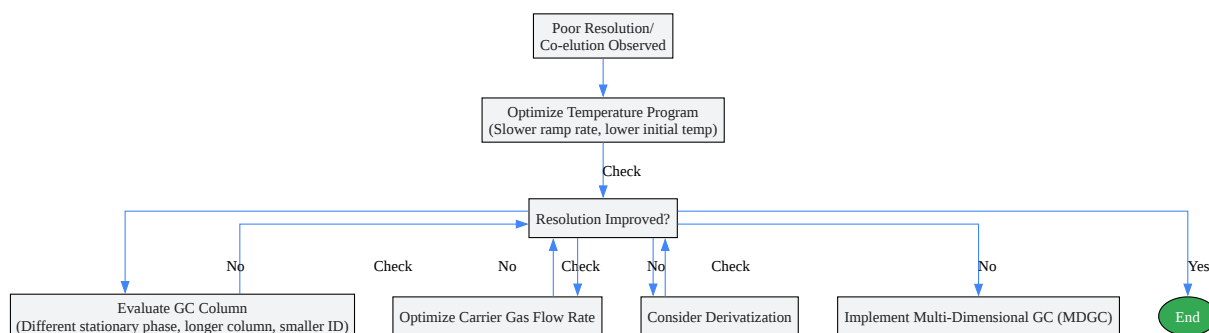 Poor Resolution/
Co-elution Observed
Optimize Temperature Program
(Slower ramp rate, lower initial temp)
Check
Resolution Improved?
No
Check
No
Check
No
Check
No
Yes
Evaluate GC Column
(Different stationary phase, longer column, smaller ID)
Optimize Carrier Gas Flow Rate
Consider Derivatization
Implement Multi-Dimensional GC (MDGC)
End